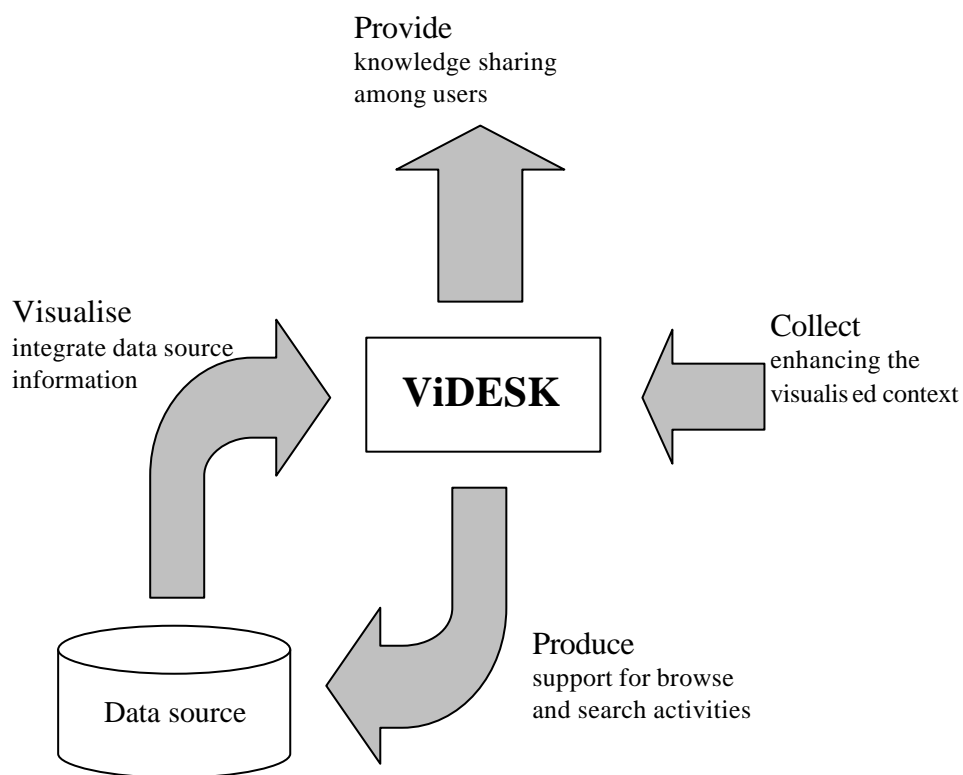 Provide
knowledge sharing
among users
Visualise
integrate data source
information
ViDESK
Collect
enhancing the
visualis ed context
Produce
support for browse
and search activities
Data source